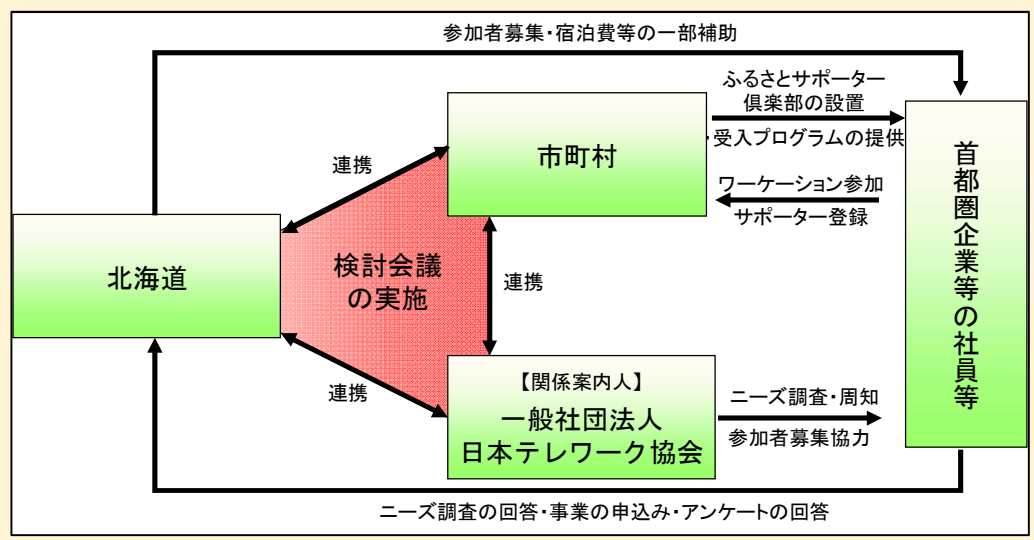 参加者募集・宿泊費等の一部補助
ふるさとサポーター
倶楽部の設置
・受入プログラムの提供
市町村
連携
ワーケーション参加
サポーター登録
首都圏企業等の社員等
北海道
検討会議
の実施
連携
連携
【関係案内人】
一般社団法人
日本テレワーク協会
ニーズ調査・周知
参加者募集協力
ニーズ調査の回答・事業の申込み・アンケートの回答